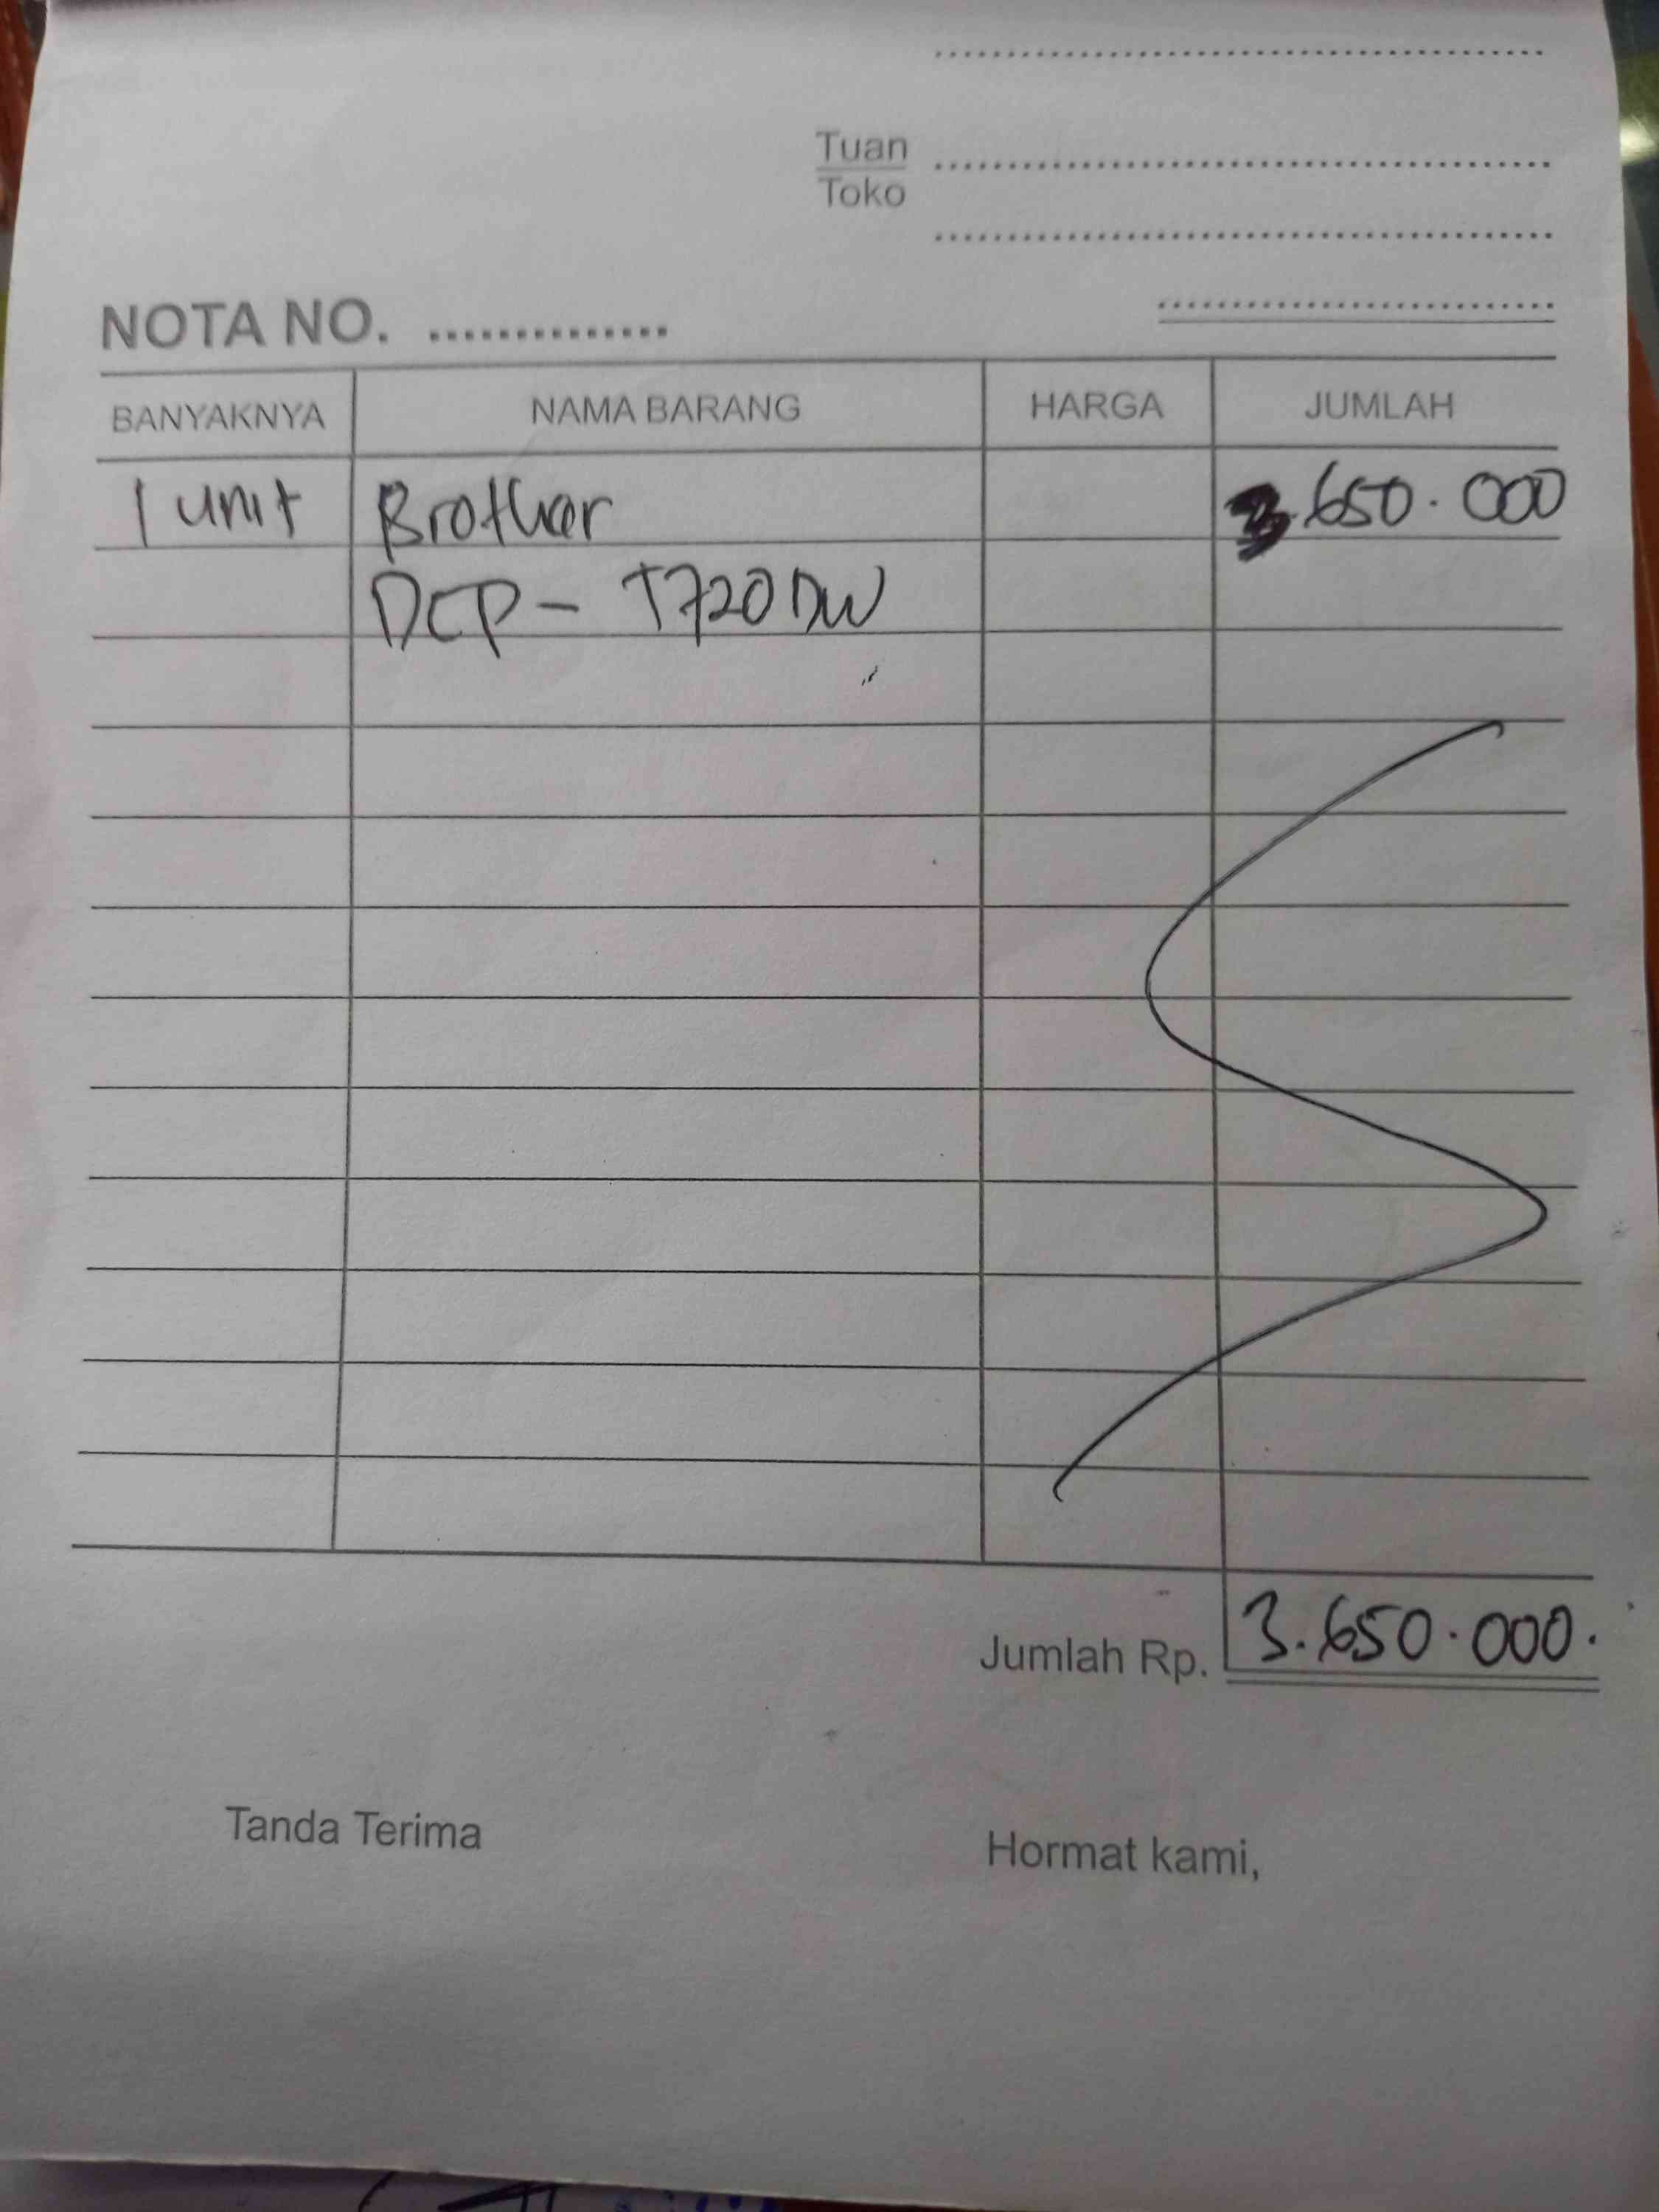 Tuan
Toko
NOTA NO. ..............
BANYAKNYA NAMA BARANG HARGA JUMLAH
1 unit Brother 3.650.000
DCP - T720DW
Jumlah Rp. 3.650.000.
Tanda Terima Hormat kami,